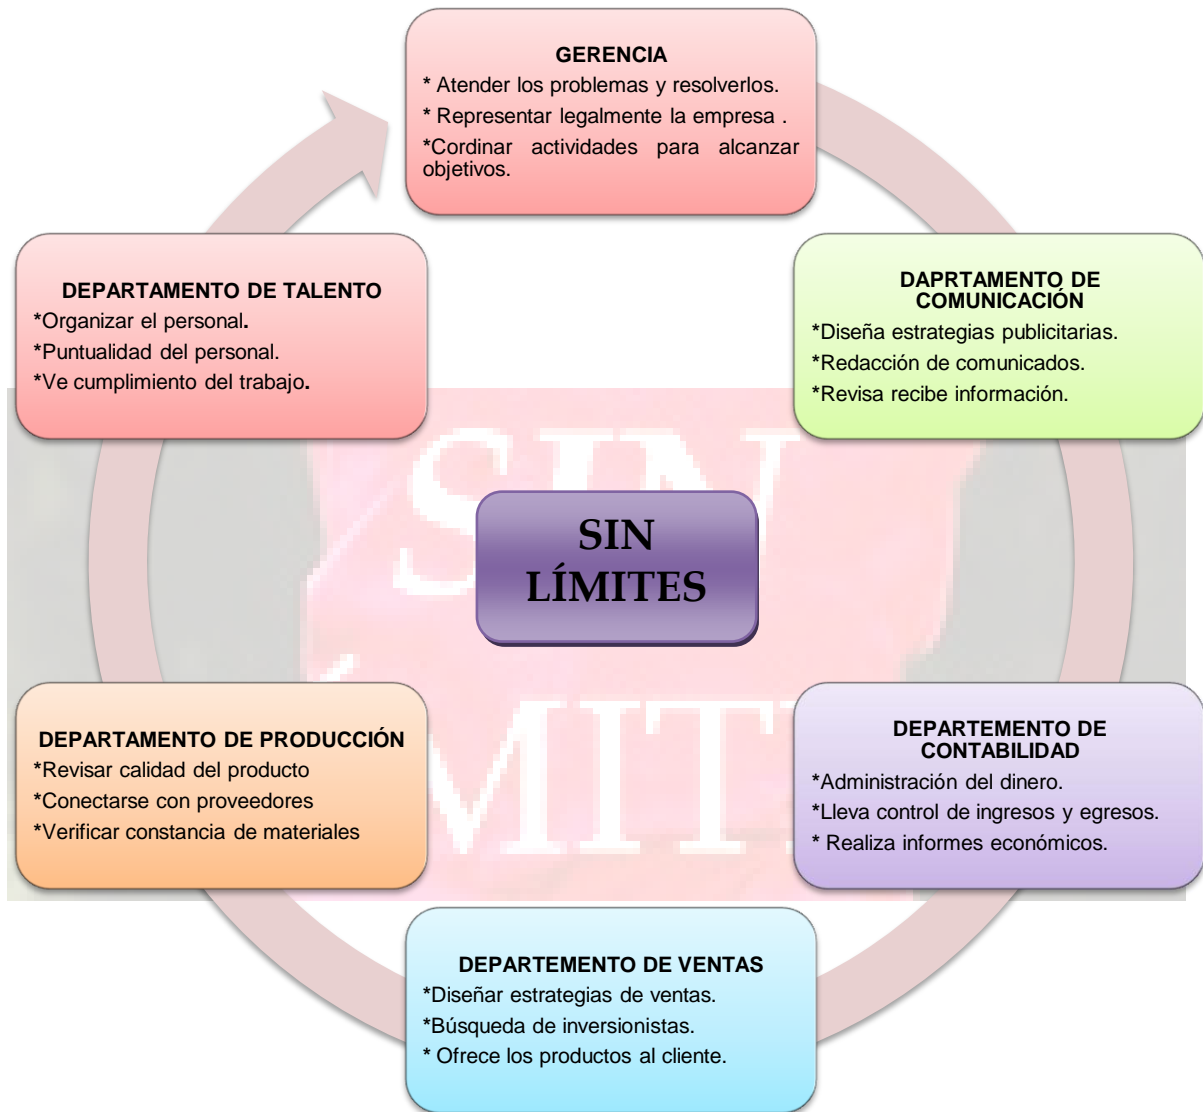 GERENCIA
* Atender los problemas y resolverlos.
* Representar legalmente la empresa .
*Cordinar actividades para alcanzar
objetivos.
DAPRTAMENTO DE
COMUNICACIÓN
*Diseña estrategias publicitarias.
*Redacción de comunicados.
*Revisa recibe información.
DEPARTEMENTO DE
CONTABILIDAD
*Administración del dinero.
*Lleva control de ingresos y egresos.
* Realiza informes económicos.
DEPARTEMENTO DE VENTAS
*Diseñar estrategias de ventas.
*Búsqueda de inversionistas.
* Ofrece los productos al cliente.
DEPARTAMENTO DE PRODUCCIÓN
*Revisar calidad del producto
*Conectarse con proveedores
*Verificar constancia de materiales
DEPARTAMENTO DE TALENTO
*Organizar el personal.
*Puntualidad del personal.
*Ve cumplimiento del trabajo.
SIN
LÍMITES
SIN